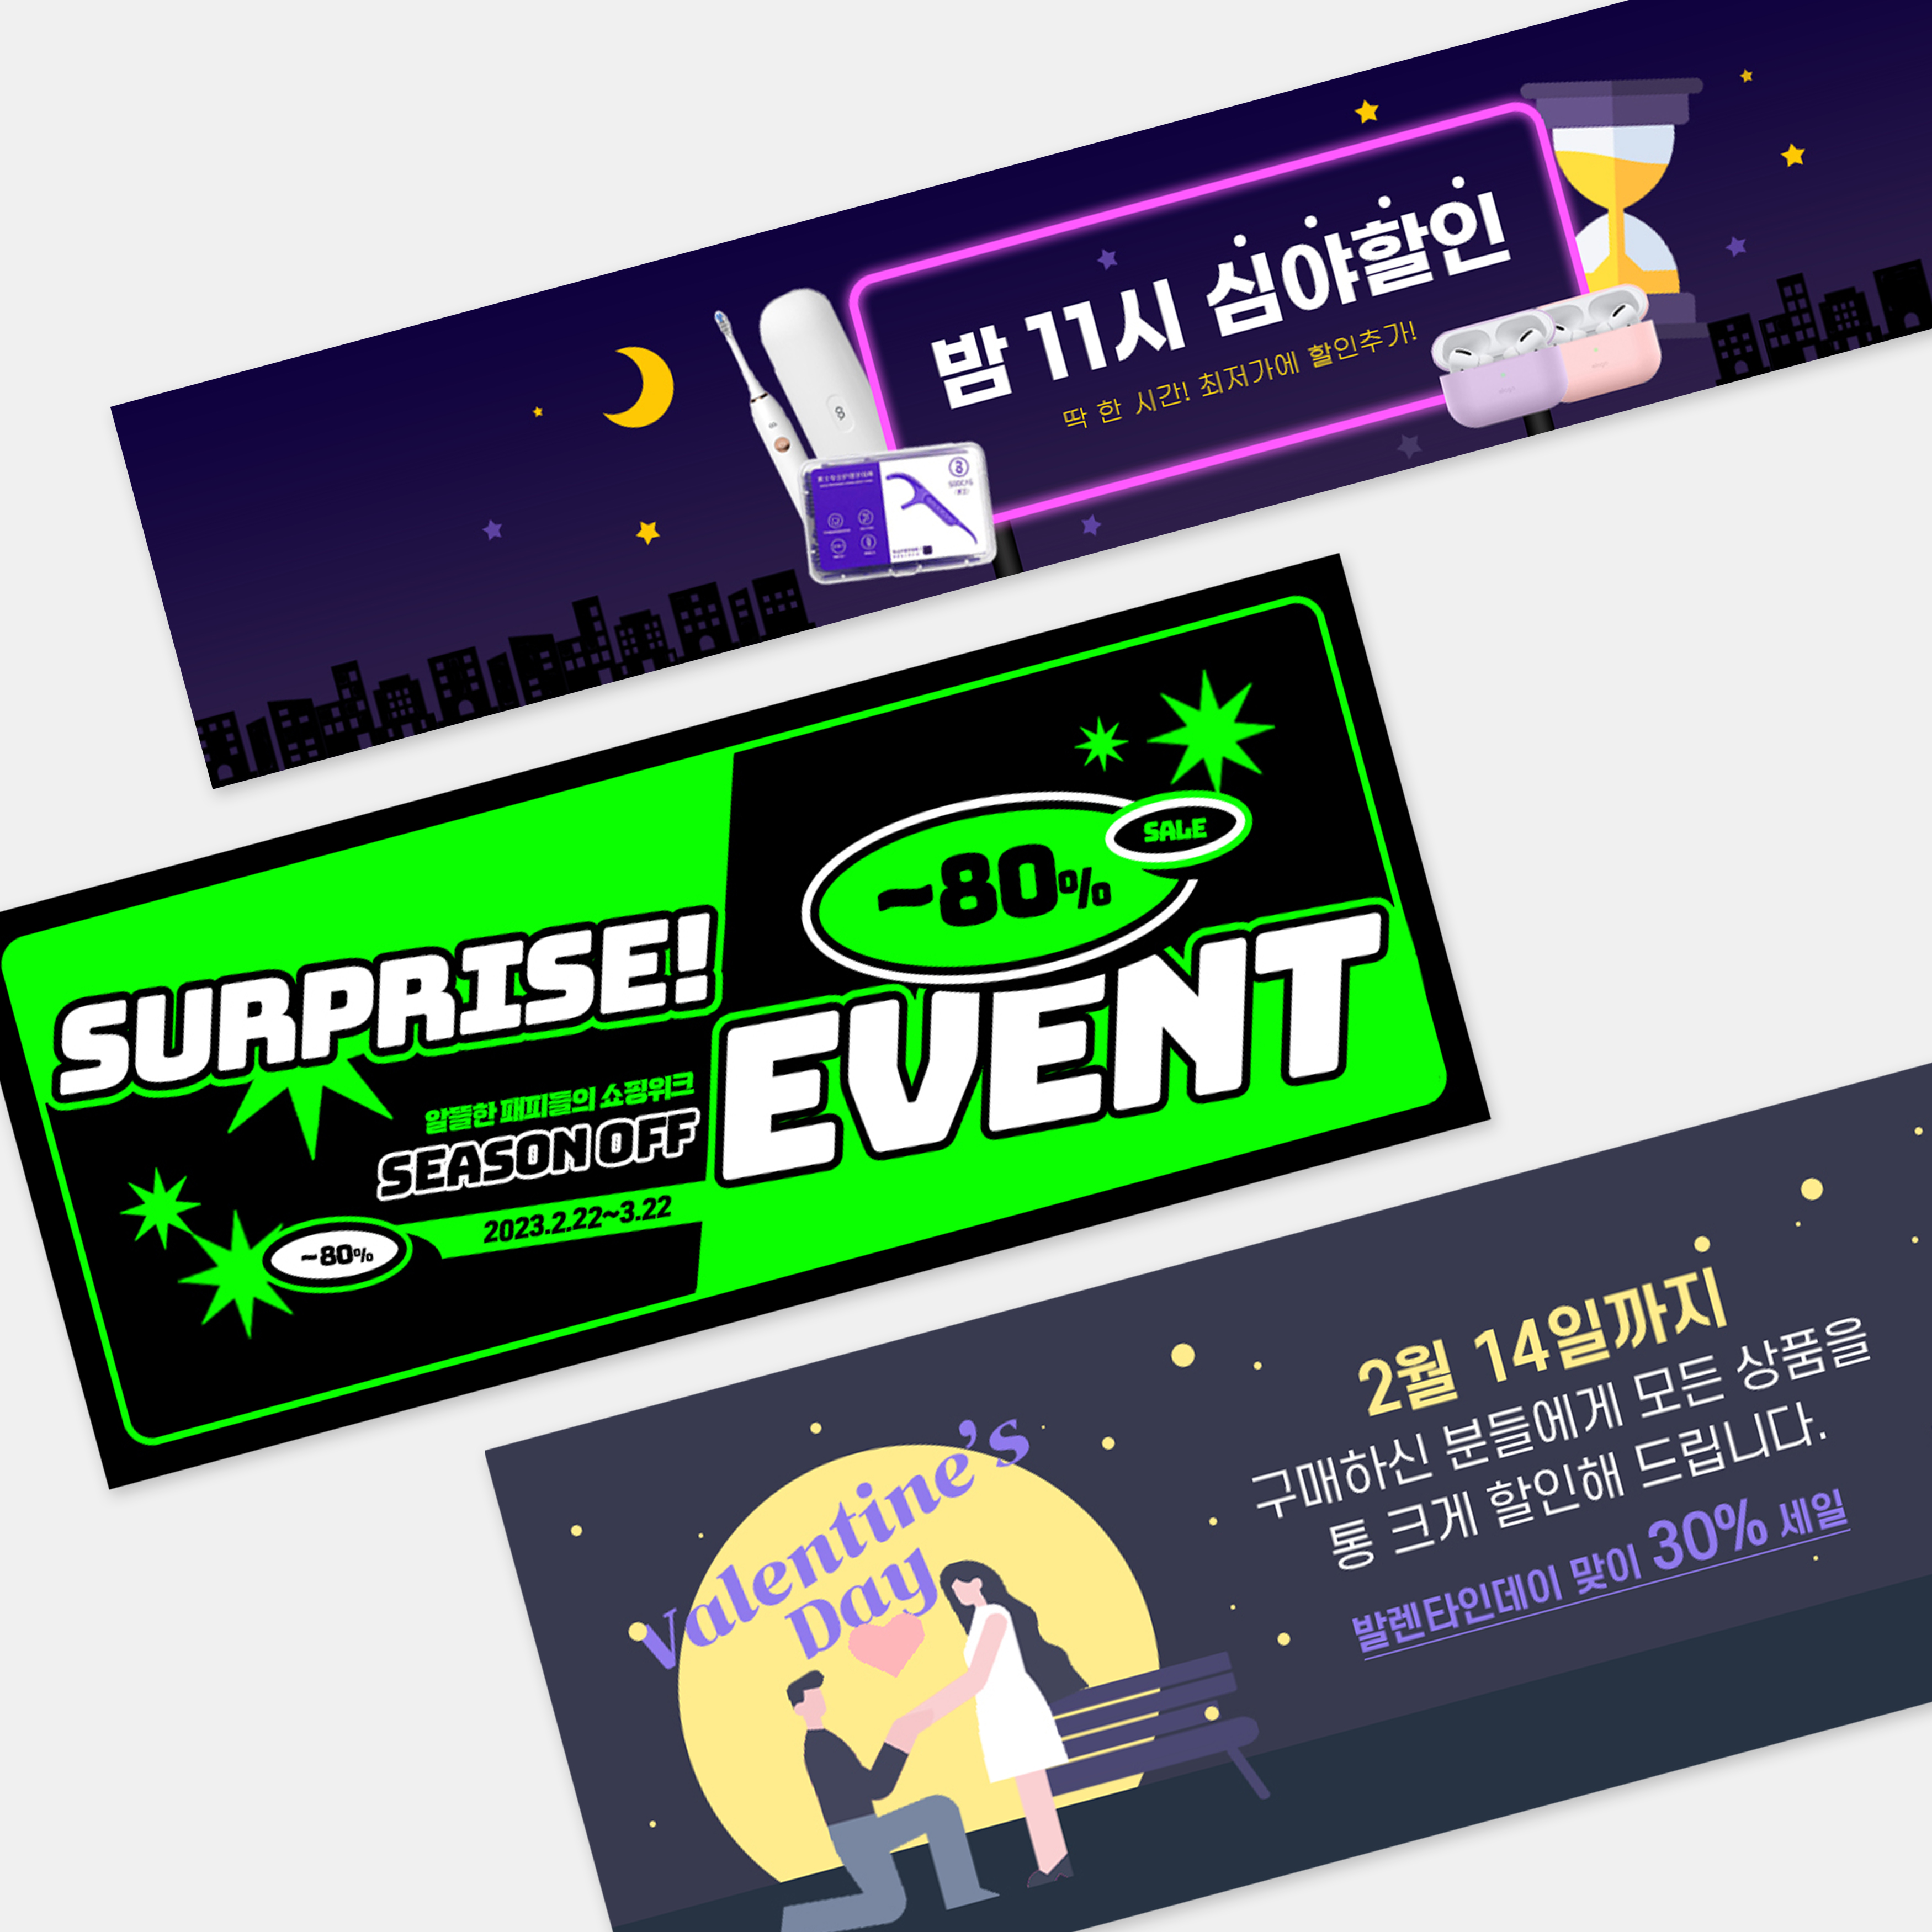 밤 11시 심야할인
딱 한 시간! 최저가에 할인추가!
SURPRISE!
~80%
SALE
EVENT
알뜰한 패피들의 쇼핑위크
SEASON OFF
2023.2.22~3.22
~80%
Valentine's
Day
2월 14일까지
구매하신 분들에게 모든 상품을
통 크게 할인해 드립니다.
발렌타인데이 맞이 30% 세일